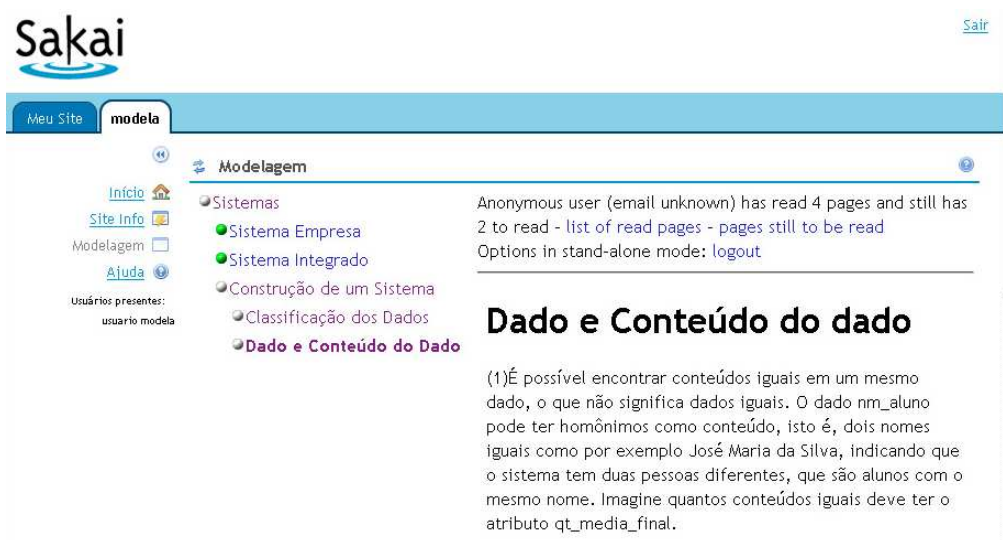 Sakai
Sair
Meu Site
modela
Início
Site Info
Modelagem
Ajuda
Usuários presentes:
usuario modela
Modelagem
Sistemas
Sistema Empresa
Sistema Integrado
Construção de um Sistema
Classificação dos Dados
Dado e Conteúdo do Dado
Anonymous user (email unknown) has read 4 pages and still has
2 to read - list of read pages - pages still to be read
Options in stand-alone mode: logout
Dado e Conteúdo do dado
(1)É possível encontrar conteúdos iguais em um mesmo
dado, o que não significa dados iguais. O dado nm_aluno
pode ter homônimos como conteúdo, isto é, dois nomes
iguais como por exemplo José Maria da Silva, indicando que
o sistema tem duas pessoas diferentes, que são alunos com o
mesmo nome. Imagine quantos conteúdos iguais deve ter o
atributo qt_media_final.